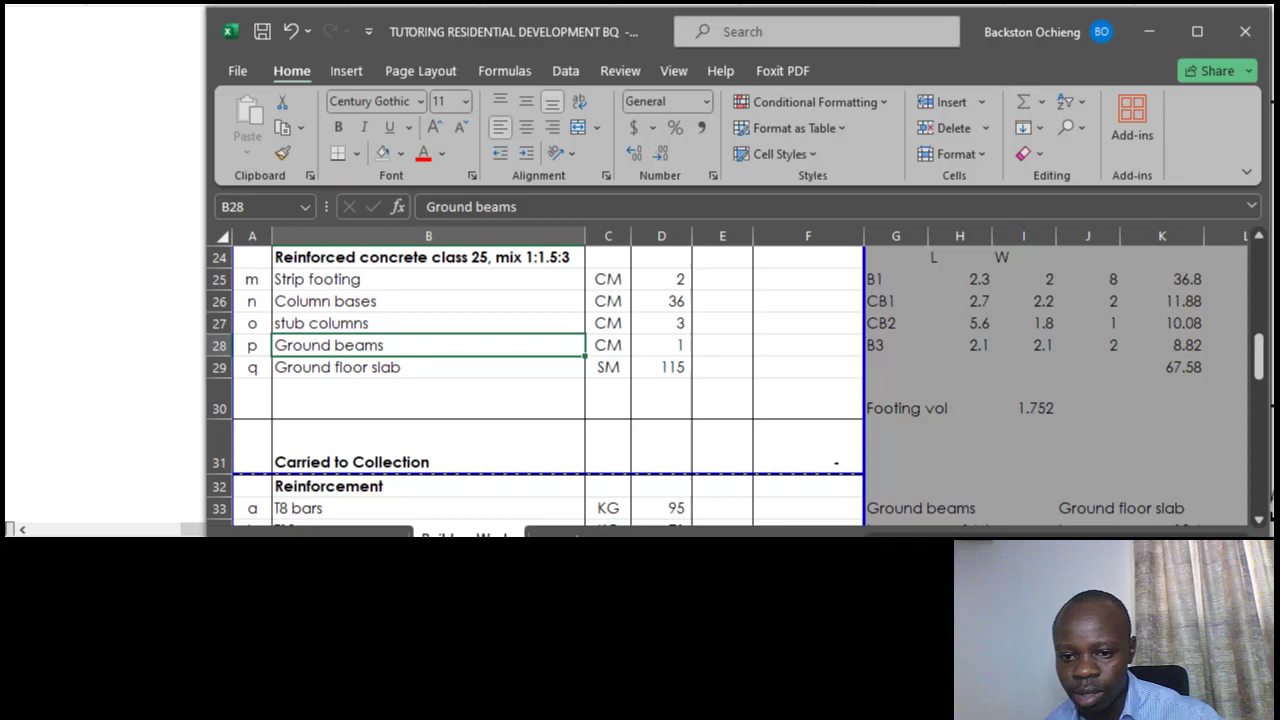 TUTORING RESIDENTIAL DEVELOPMENT BQ -...
Search
Backston Ochieng
BO
File Home Insert Page Layout Formulas Data Review View Help Foxit PDF
Share
Paste
Clipboard
Century Gothic 11
B I U A A
A
Font
ab
Alignment
General
$ % ,
Number
Conditional Formatting
Format as Table
Cell Styles
Styles
Insert
Delete
Format
Cells
Editing
Add-ins
Add-ins
B28 fx Ground beams
A B C D E F G H I J K L
24 Reinforced concrete class 25, mix 1:1.5:3 L W
25 m Strip footing CM 2 B1 2.3 2 8 36.8
26 n Column bases CM 36 CB1 2.7 2.2 2 11.88
27 o stub columns CM 3 CB2 5.6 1.8 1 10.08
28 p Ground beams CM 1 B3 2.1 2.1 2 8.82
29 q Ground floor slab SM 115 67.58
30 Footing vol 1.752
31 Carried to Collection -
32 Reinforcement
33 a T8 bars KG 95 Ground beams Ground floor slab